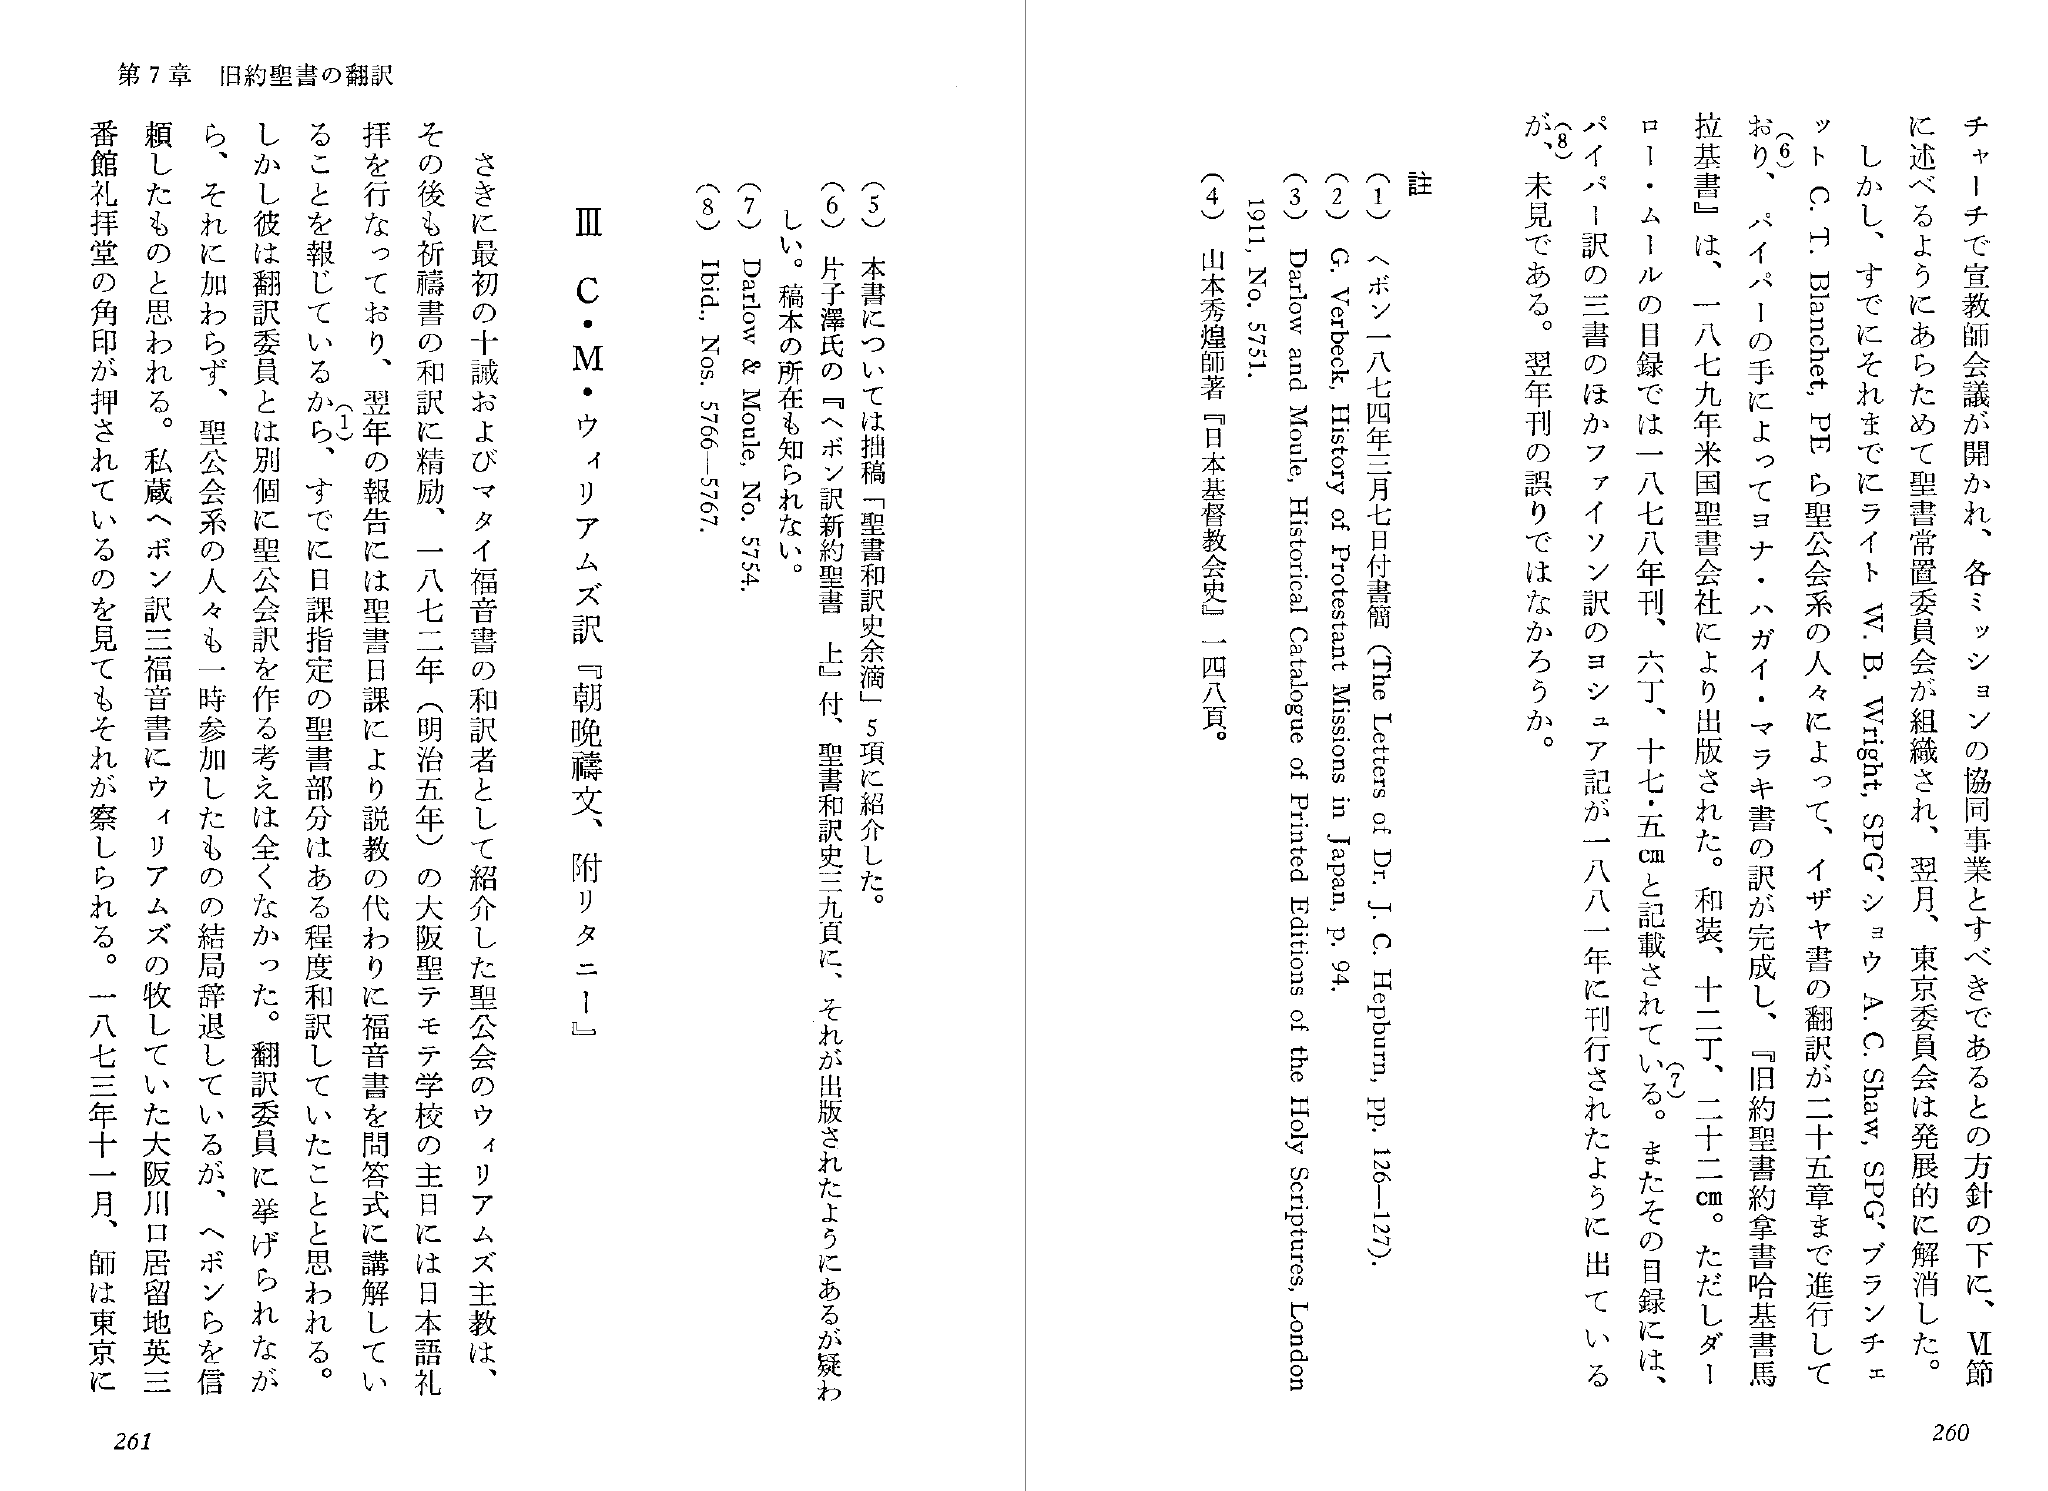 チャーチで宣教師会議が開かれ、各ミッションの協同事業とすべきであるとの方針の下に、Ⅵ節
に述べるようにあらためて聖書常置委員会が組織され、翌月、東京委員会は発展的に解消した。
しかし、すでにそれまでにライト W. B. Wright, SPG、ショウ A. C. Shaw, SPG、ブランチェ
ット C. T. Blanchet, PE ら聖公会系の人々によって、イザヤ書の翻訳が二十五章まで進行して
おり(6)、パイパーの手によってヨナ・ハガイ・マラキ書の訳が完成し、『旧約聖書約拿書哈基書馬
拉基書』は、一八七九年米国聖書会社により出版された。和装、十二丁、二十二㎝。ただしダー
ロー・ムールの目録では一八七八年刊、六丁、十七・五㎝と記載されている(7)。またその目録には、
パイパー訳の三書のほかファイソン訳のヨシュア記が一八八一年に刊行されたように出ている
が(8)、未見である。翌年刊の誤りではなかろうか。
註
(1) ヘボン一八七四年三月七日付書簡 (The Letters of Dr. J. C. Hepburn, pp. 126—127).
(2) G. Verbeck, History of Protestant Missions in Japan, p. 94.
(3) Darlow and Moule, Historical Catalogue of Printed Editions of the Holy Scriptures, London
1911, No. 5751.
(4) 山本秀煌師著『日本基督教会史』一四八頁。
260
第7章 旧約聖書の翻訳
(5) 本書については拙稿「聖書和訳史余滴」5項に紹介した。
(6) 片子澤氏の『ヘボン訳新約聖書 上』付、聖書和訳史三九頁に、それが出版されたようにあるが疑わ
しい。稿本の所在も知られない。
(7) Darlow & Moule, No. 5754.
(8) Ibid., Nos. 5766—5767.
Ⅲ C・M・ウィリアムズ訳『朝晩禱文、附リタニー』
さきに最初の十誡およびマタイ福音書の和訳者として紹介した聖公会のウィリアムズ主教は、
その後も祈禱書の和訳に精励、一八七二年(明治五年)の大阪聖テモテ学校の主日には日本語礼
拝を行なっており、翌年の報告には聖書日課により説教の代わりに福音書を問答式に講解してい
ることを報じているから(1)、すでに日課指定の聖書部分はある程度和訳していたことと思われる。
しかし彼は翻訳委員とは別個に聖公会訳を作る考えは全くなかった。翻訳委員に挙げられなが
ら、それに加わらず、聖公会系の人々も一時参加したものの結局辞退しているが、ヘボンらを信
頼したものと思われる。私蔵ヘボン訳三福音書にウィリアムズの牧していた大阪川口居留地英三
番館礼拝堂の角印が押されているのを見てもそれが察しられる。一八七三年十一月、師は東京に
261